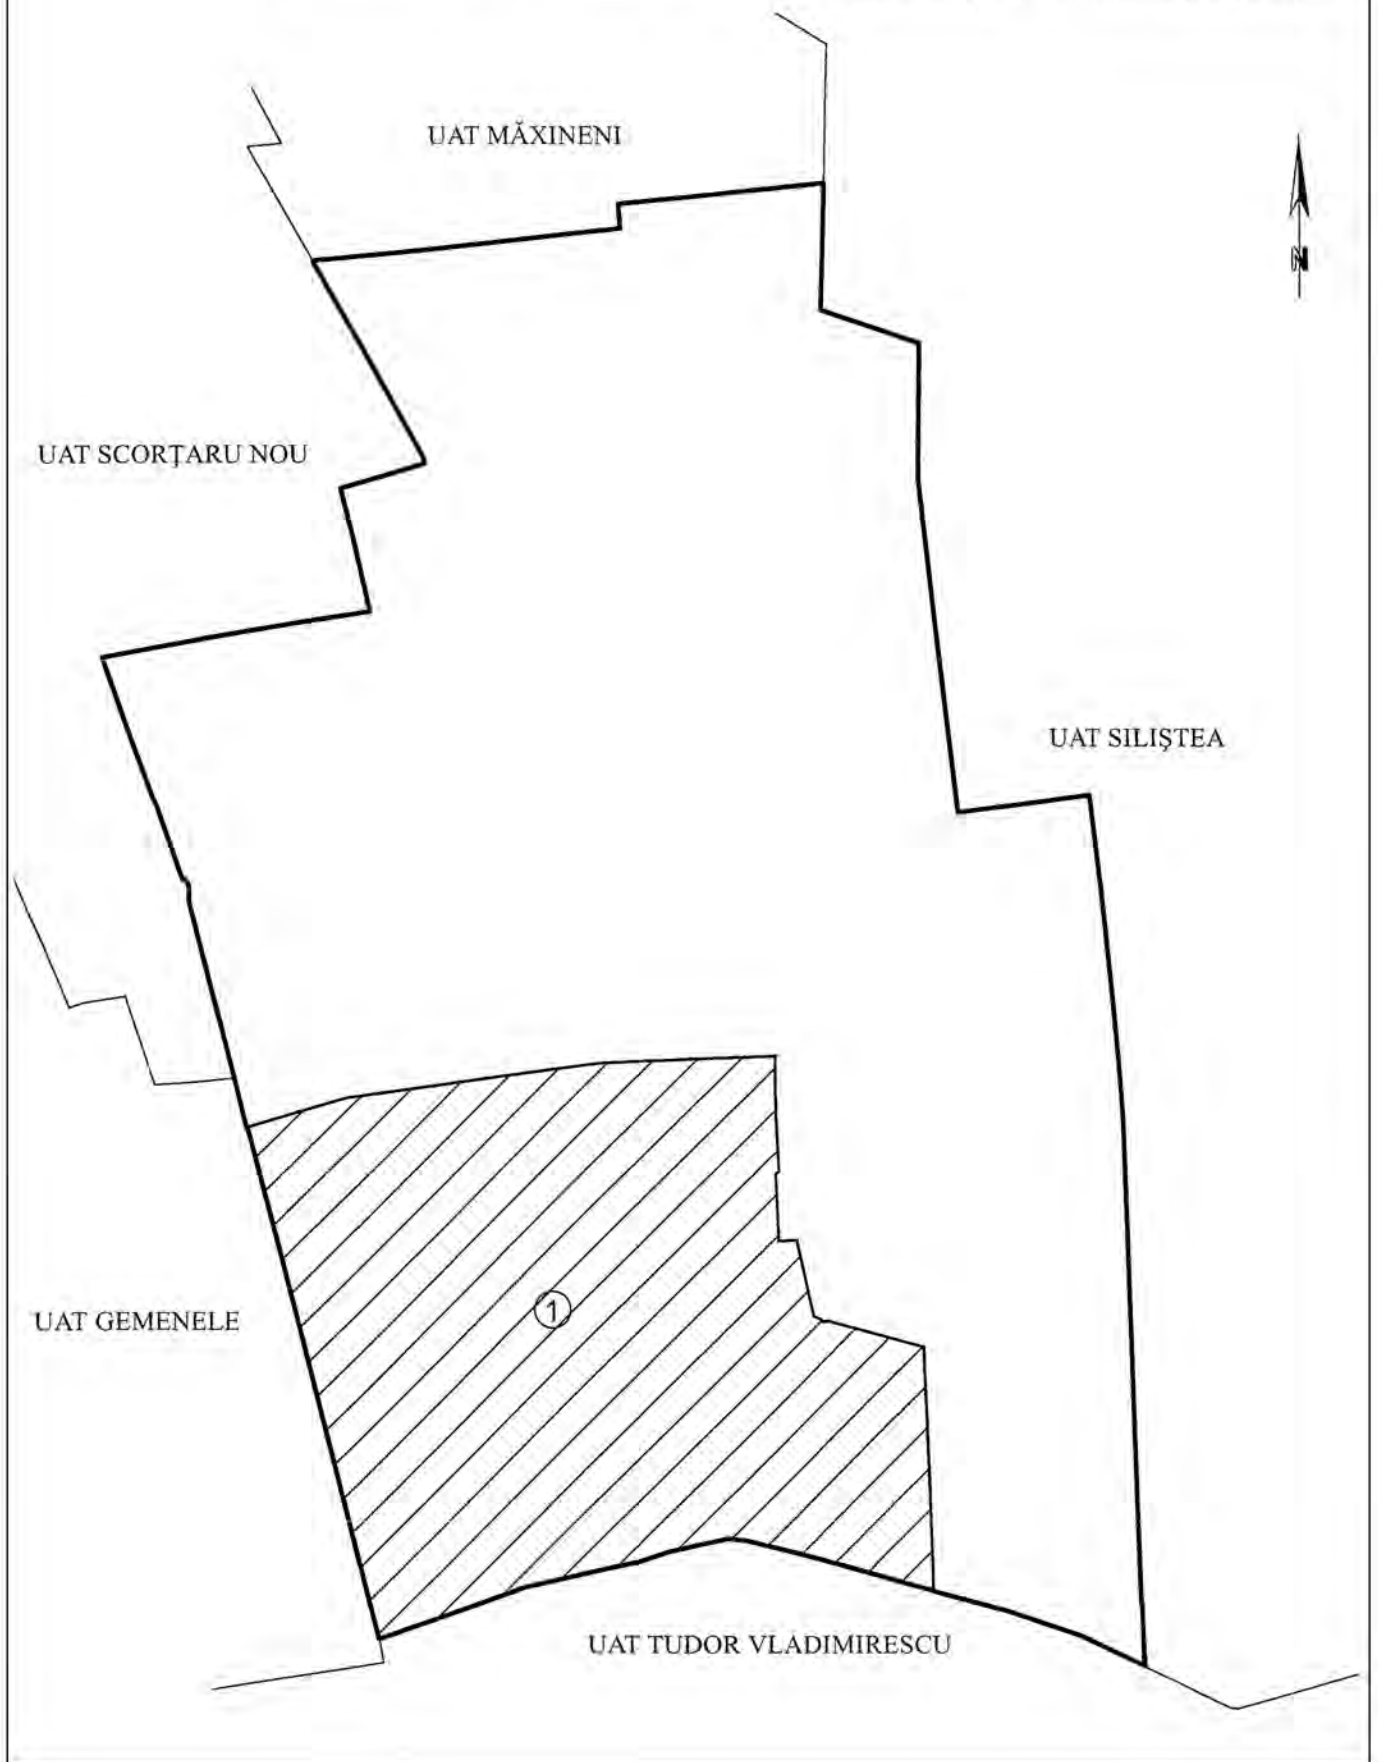 UAT MĂXINENI
N
UAT SCORŢARU NOU
UAT SILIŞTEA
1
UAT GEMENELE
UAT TUDOR VLADIMIRESCU